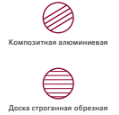 Композитная алюминиевая
Доска строганная обрезная